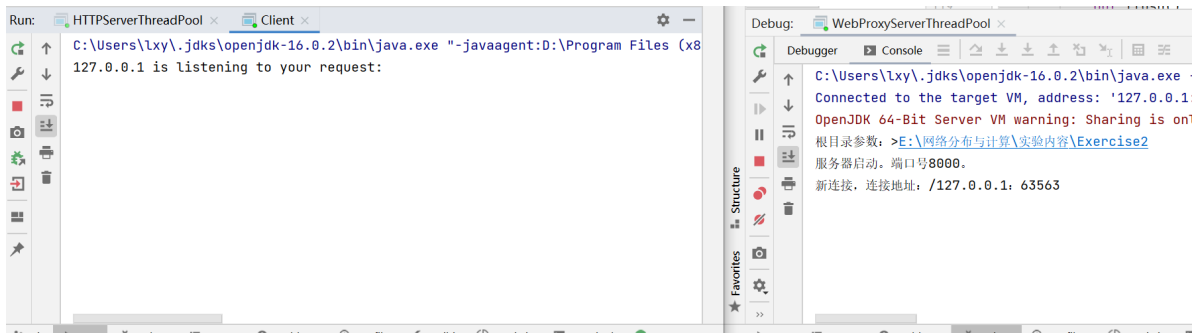 Run: HTTPServerThreadPool × Client ×
C:\Users\lxy\.jdks\openjdk-16.0.2\bin\java.exe "-javaagent:D:\Program Files (x8
127.0.0.1 is listening to your request:
Debug: WebProxyServerThreadPool ×
Debugger Console
C:\Users\lxy\.jdks\openjdk-16.0.2\bin\java.exe -
Connected to the target VM, address: '127.0.0.1:
OpenJDK 64-Bit Server VM warning: Sharing is onl
根目录参数：>E:\网络分布与计算\实验内容\Exercise2
服务器启动。端口号8000。
新连接，连接地址：/127.0.0.1：63563
Structure
Favorites